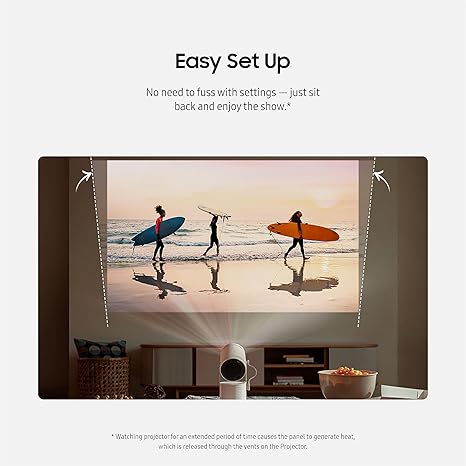 Easy Set Up
No need to fuss with settings — just sit
back and enjoy the show.*
* Watching projector for an extended period of time causes the panel to generate heat,
which is released through the vents on the Projector.